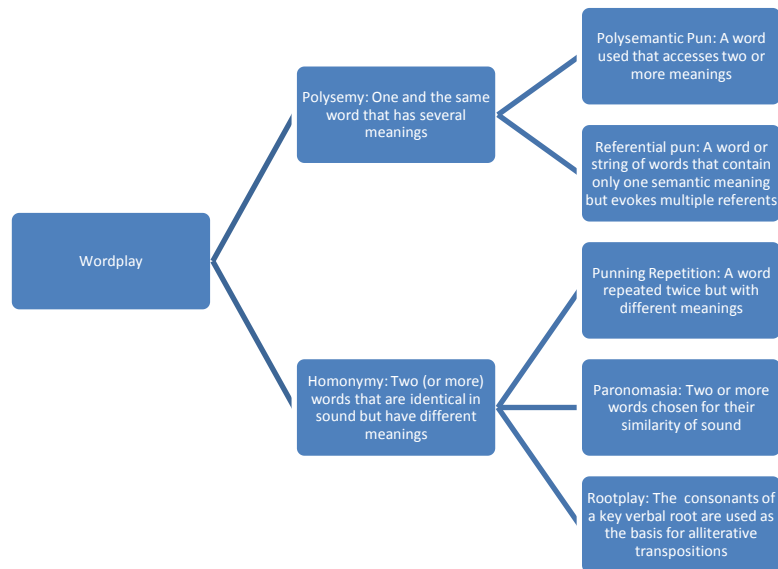 Wordplay
Polysemy: One and the same
word that has several
meanings
Polysemantic Pun: A word
used that accesses two or
more meanings
Referential pun: A word or
string of words that contain
only one semantic meaning
but evokes multiple referents
Homonymy: Two (or more)
words that are identical in
sound but have different
meanings
Punning Repetition: A word
repeated twice but with
different meanings
Paronomasia: Two or more
words chosen for their
similarity of sound
Rootplay: The consonants of
a key verbal root are used as
the basis for alliterative
transpositions